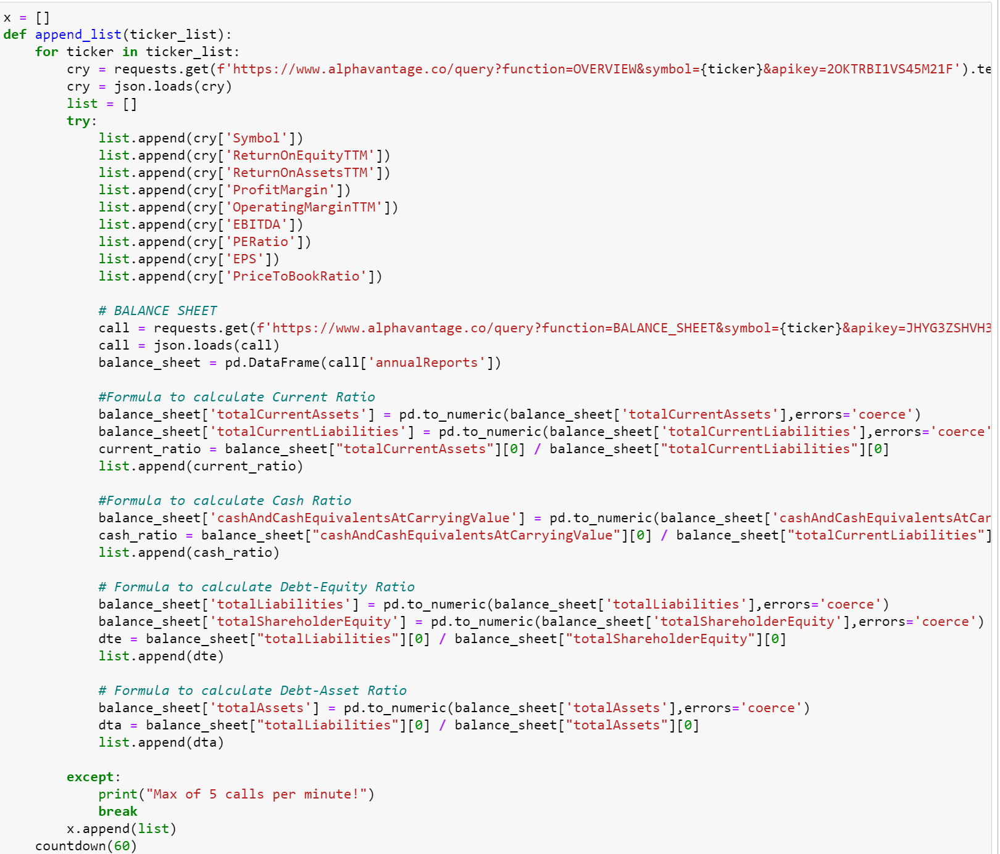 x = []
def append_list(ticker_list):
    for ticker in ticker_list:
        cry = requests.get(f'https://www.alphavantage.co/query?function=OVERVIEW&symbol={ticker}&apikey=2OKTRBI1VS45M21F').te
        cry = json.loads(cry)
        list = []
        try:
            list.append(cry['Symbol'])
            list.append(cry['ReturnOnEquityTTM'])
            list.append(cry['ReturnOnAssetsTTM'])
            list.append(cry['ProfitMargin'])
            list.append(cry['OperatingMarginTTM'])
            list.append(cry['EBITDA'])
            list.append(cry['PERatio'])
            list.append(cry['EPS'])
            list.append(cry['PriceToBookRatio'])

            # BALANCE SHEET
            call = requests.get(f'https://www.alphavantage.co/query?function=BALANCE_SHEET&symbol={ticker}&apikey=JHYG3ZSHVH3
            call = json.loads(call)
            balance_sheet = pd.DataFrame(call['annualReports'])

            #Formula to calculate Current Ratio
            balance_sheet['totalCurrentAssets'] = pd.to_numeric(balance_sheet['totalCurrentAssets'],errors='coerce')
            balance_sheet['totalCurrentLiabilities'] = pd.to_numeric(balance_sheet['totalCurrentLiabilities'],errors='coerce'
            current_ratio = balance_sheet["totalCurrentAssets"][0] / balance_sheet["totalCurrentLiabilities"][0]
            list.append(current_ratio)

            #Formula to calculate Cash Ratio
            balance_sheet['cashAndCashEquivalentsAtCarryingValue'] = pd.to_numeric(balance_sheet['cashAndCashEquivalentsAtCar
            cash_ratio = balance_sheet["cashAndCashEquivalentsAtCarryingValue"][0] / balance_sheet["totalCurrentLiabilities"]
            list.append(cash_ratio)

            # Formula to calculate Debt-Equity Ratio
            balance_sheet['totalLiabilities'] = pd.to_numeric(balance_sheet['totalLiabilities'],errors='coerce')
            balance_sheet['totalShareholderEquity'] = pd.to_numeric(balance_sheet['totalShareholderEquity'],errors='coerce')
            dte = balance_sheet["totalLiabilities"][0] / balance_sheet["totalShareholderEquity"][0]
            list.append(dte)

            # Formula to calculate Debt-Asset Ratio
            balance_sheet['totalAssets'] = pd.to_numeric(balance_sheet['totalAssets'],errors='coerce')
            dta = balance_sheet["totalLiabilities"][0] / balance_sheet["totalAssets"][0]
            list.append(dta)

        except:
            print("Max of 5 calls per minute!")
            break
        x.append(list)
    countdown(60)